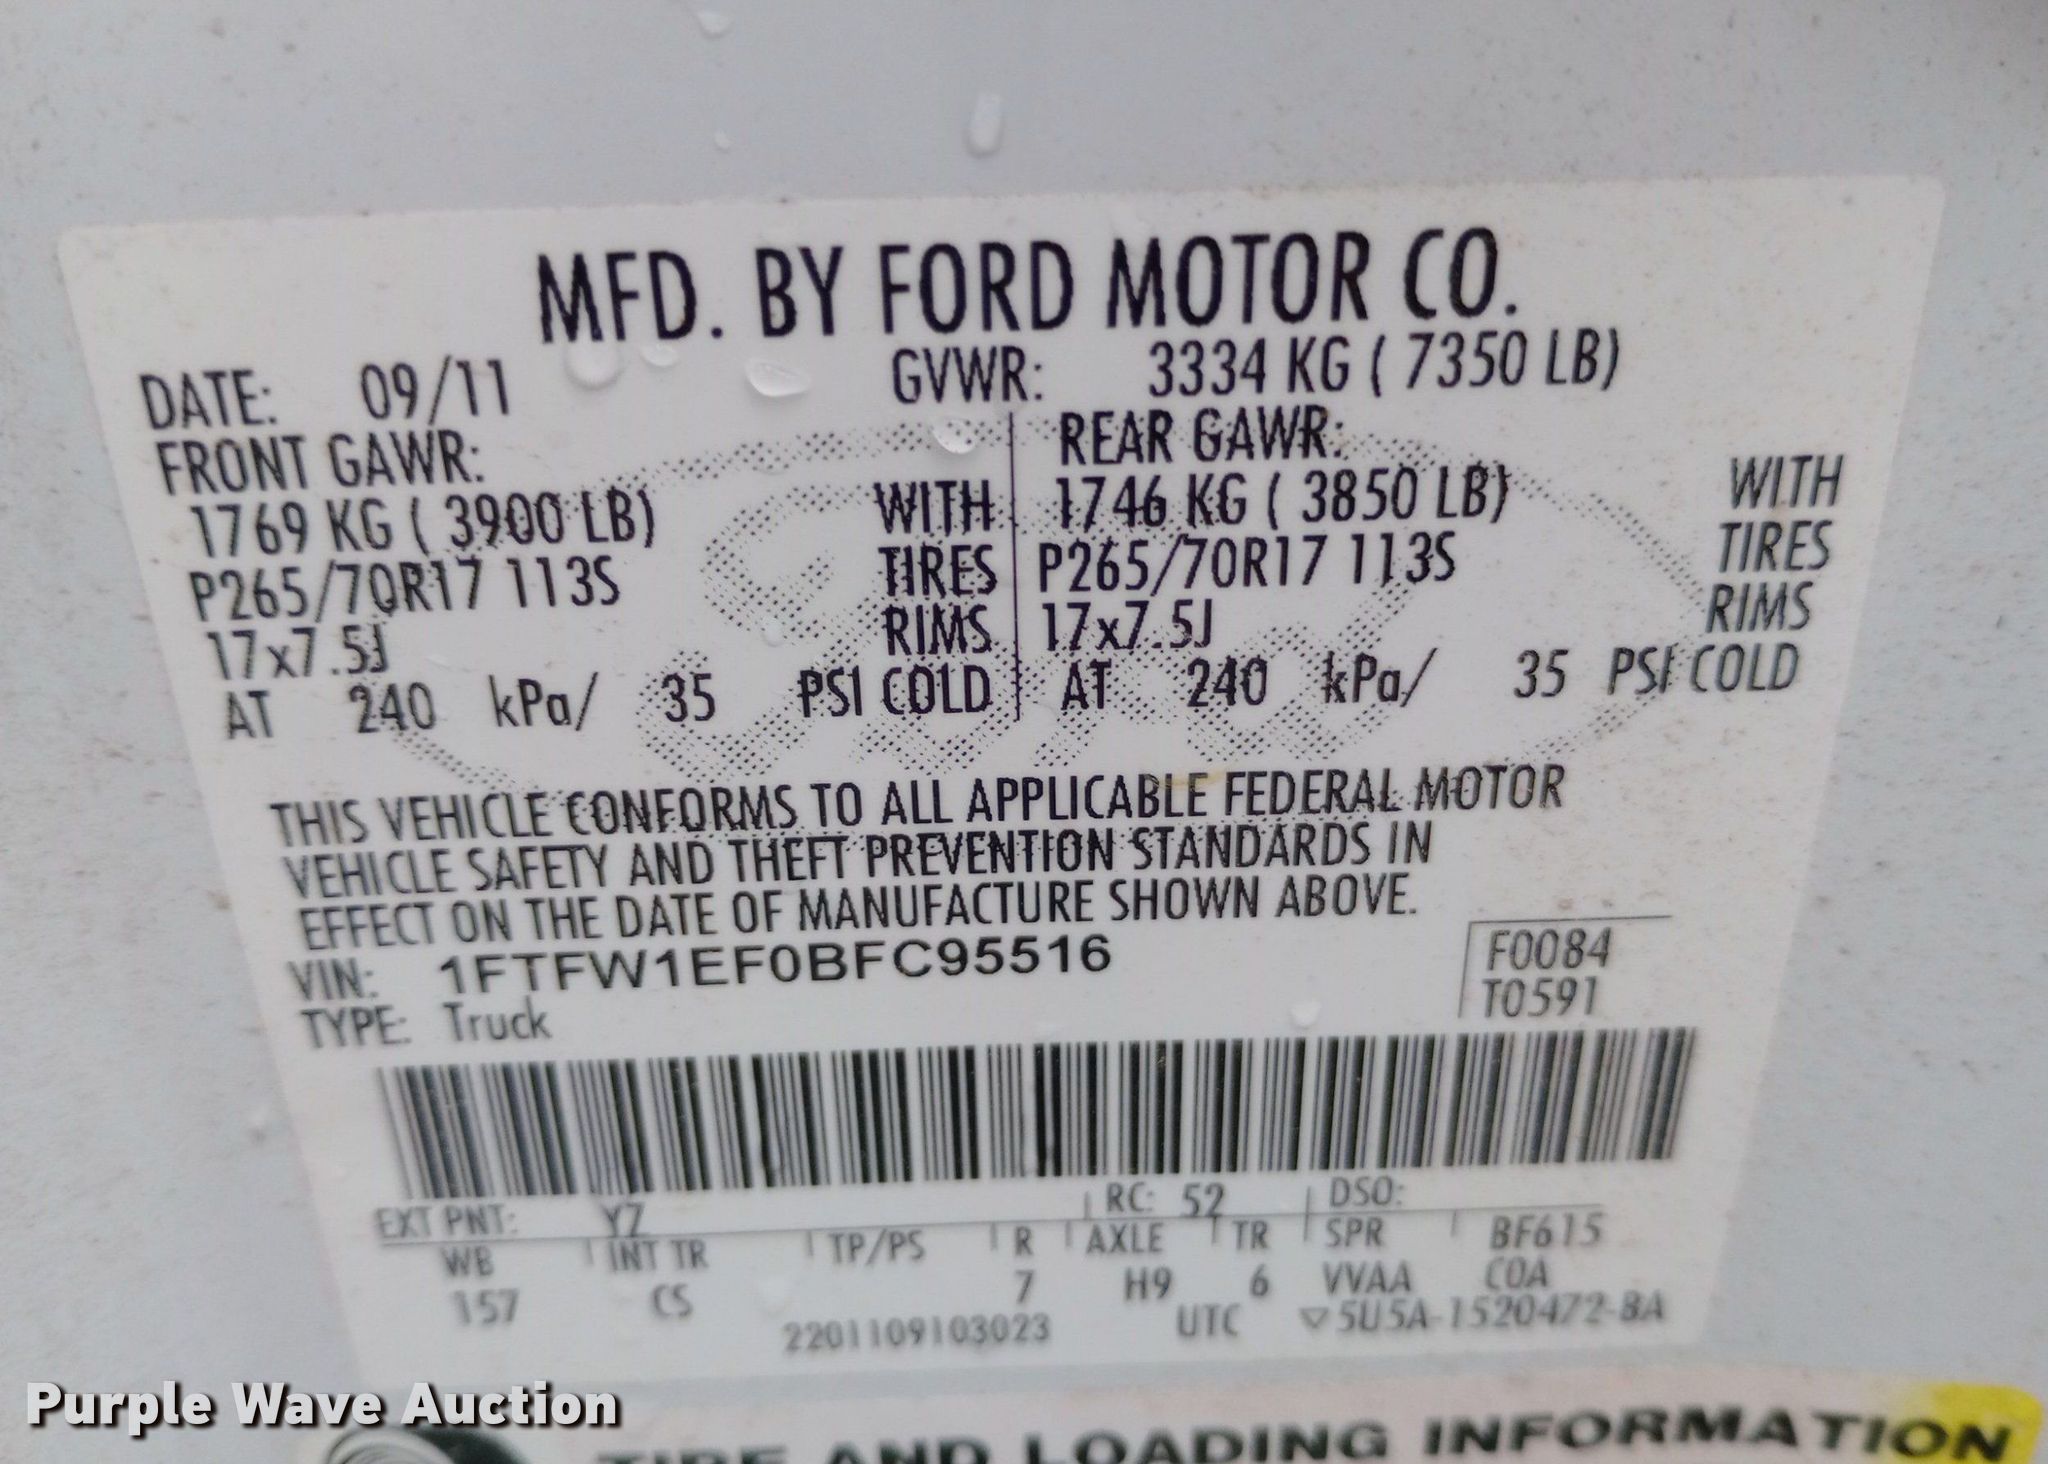 MFD. BY FORD MOTOR CO.
DATE: 09/11 GVWR: 3334 KG ( 7350 LB)
FRONT GAWR: REAR GAWR:
1769 KG ( 3900 LB) WITH 1746 KG ( 3850 LB) WITH
P265/70R17 113S TIRES P265/70R17 113S TIRES
17x7.5J RIMS 17x7.5J RIMS
AT 240 kPa/ 35 PSI COLD AT 240 kPa/ 35 PSI COLD
THIS VEHICLE CONFORMS TO ALL APPLICABLE FEDERAL MOTOR
VEHICLE SAFETY AND THEFT PREVENTION STANDARDS IN
EFFECT ON THE DATE OF MANUFACTURE SHOWN ABOVE.
VIN: 1FTFW1EF0BFC95516 F0084
TYPE: Truck T0591
EXT PNT: YZ RC: 52 DSO:
WB INT TR TP/PS R AXLE TR SPR BF615
157 CS 7 H9 6 VVAA COA
2201109103023 UTC ▽5U5A-1520472-BA
TIRE AND LOADING INFORMATION
Purple Wave Auction